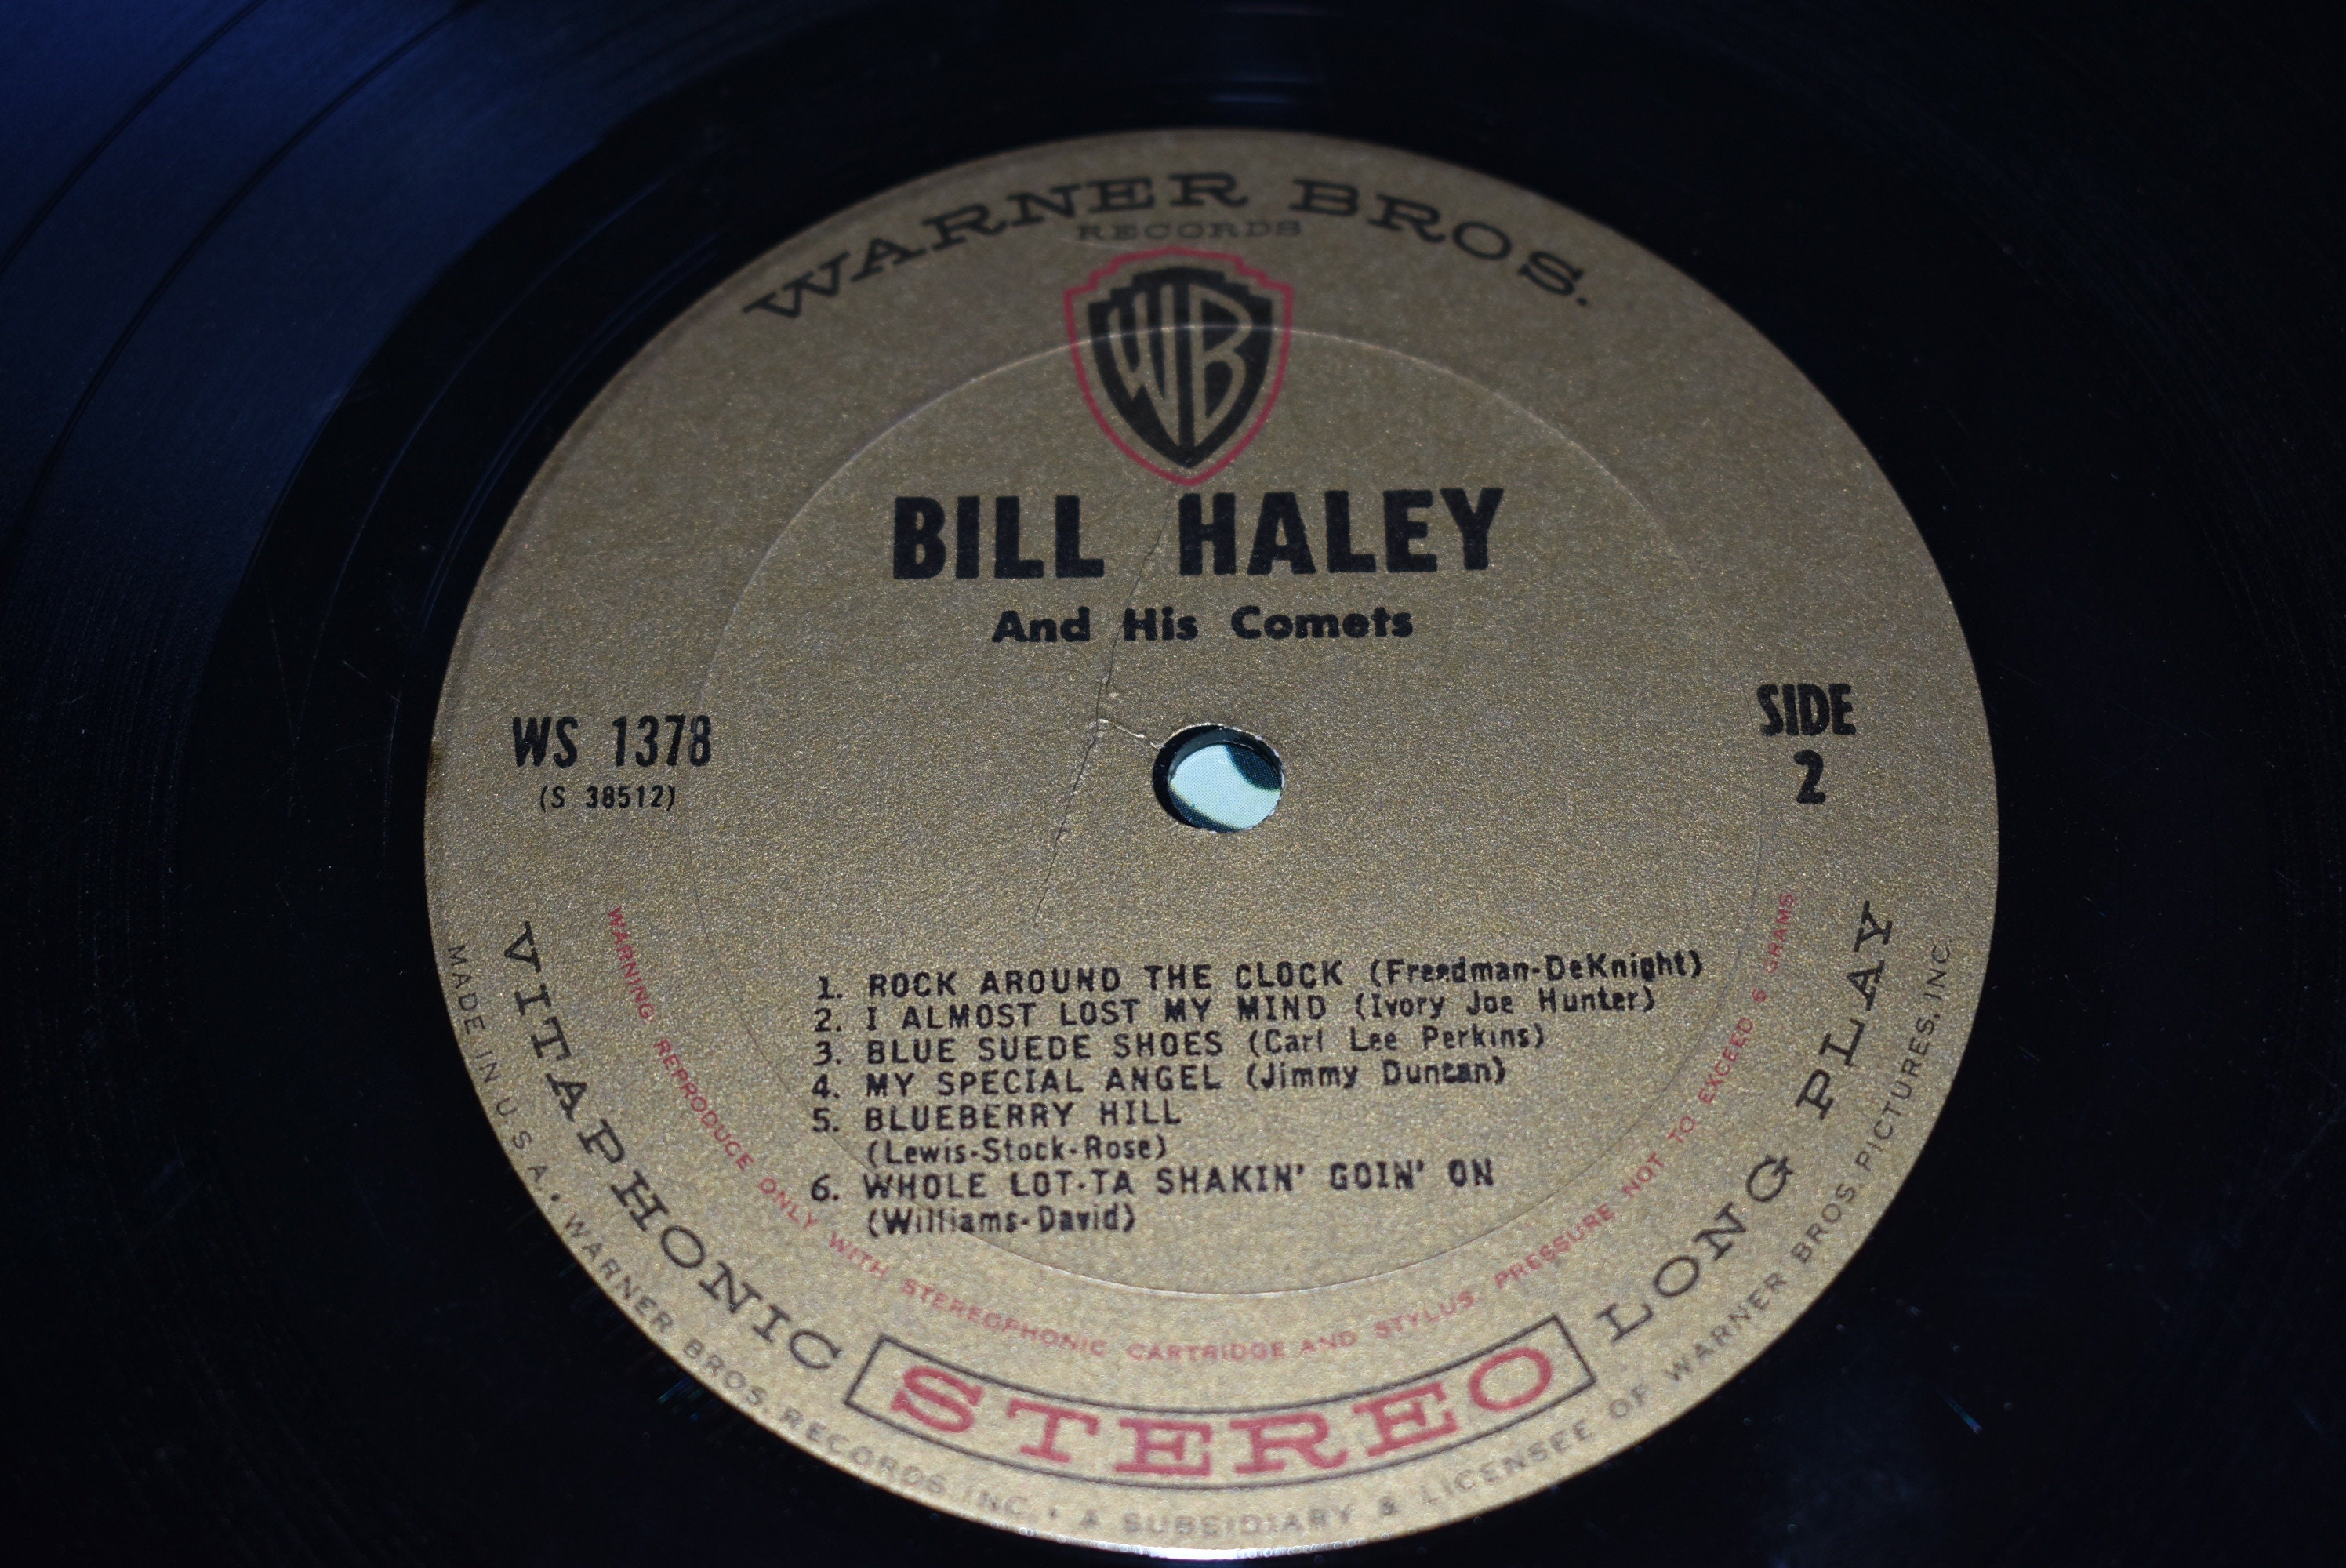 WARNER BROS.
RECORDS
WB
BILL HALEY
And His Comets
WS 1378
(S 38512)
SIDE
2
1. ROCK AROUND THE CLOCK (Freedman-DeKnight)
2. I ALMOST LOST MY MIND (Ivory Joe Hunter)
3. BLUE SUEDE SHOES (Carl Lee Perkins)
4. MY SPECIAL ANGEL (Jimmy Duncan)
5. BLUEBERRY HILL
(Lewis-Stock-Rose)
6. WHOLE LOT-TA SHAKIN' GOIN' ON
(Williams-David)
WARNING REPRODUCE ONLY WITH STEREOPHONIC CARTRIDGE AND STYLUS. PRESSURE NOT TO EXCEED 6 GRAMS
VITAPHONIC STEREO LONG PLAY
MADE IN U.S.A. • WARNER BROS. RECORDS INC. • A SUBSIDIARY & LICENSEE OF WARNER BROS. PICTURES, INC.